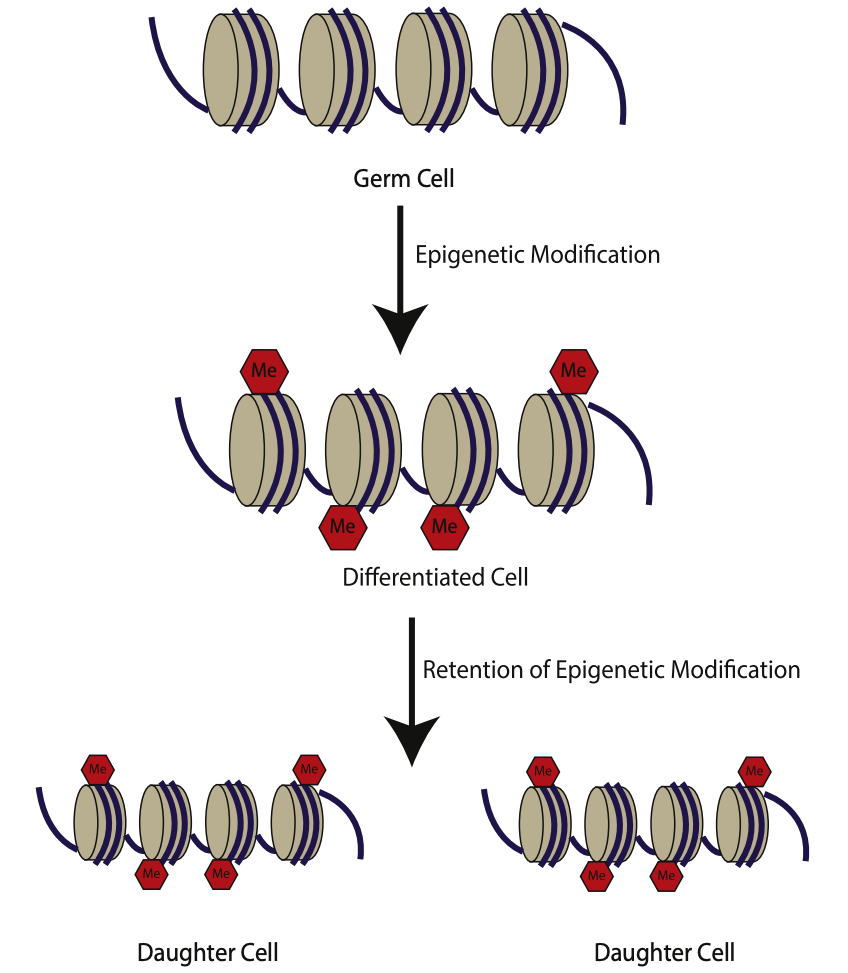 Germ Cell
Epigenetic Modification
Me
Me
Me
Me
Differentiated Cell
Retention of Epigenetic Modification
Me
Me
Me
Me
Me
Me
Me
Me
Daughter Cell
Daughter Cell